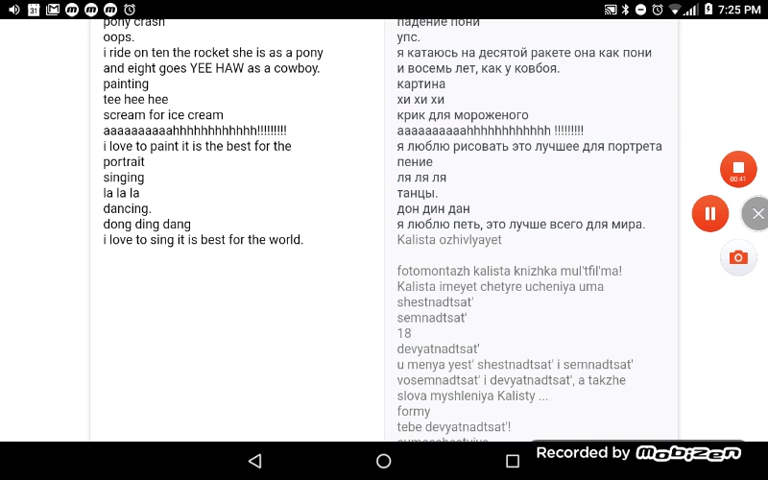 31
7:25 PM
pony crash
oops.
i ride on ten the rocket she is as a pony
and eight goes YEE HAW as a cowboy.
painting
tee hee hee
scream for ice cream
aaaaaaaaaahhhhhhhhhhhh!!!!!!!!!
i love to paint it is the best for the
portrait
singing
la la la
dancing.
dong ding dang
i love to sing it is best for the world.
падение пони
упс.
я катаюсь на десятой ракете она как пони
и восемь лет, как у ковбоя.
картина
хи хи хи
крик для мороженого
aaaaaaaaaahhhhhhhhhhhh !!!!!!!!!
я люблю рисовать это лучшее для портрета
пение
ля ля ля
танцы.
дон дин дан
я люблю петь, это лучше всего для мира.
Kalista ozhivlyayet
fotomontazh kalista knizhka mul'tfil'ma!
Kalista imeyet chetyre ucheniya uma
shestnadtsat'
semnadtsat'
18
devyatnadtsat'
u menya yest' shestnadtsat' i semnadtsat'
vosemnadtsat' i devyatnadtsat', a takzhe
slova myshleniya Kalisty ...
formy
tebe devyatnadtsat'!
00:41
Recorded by mobizen